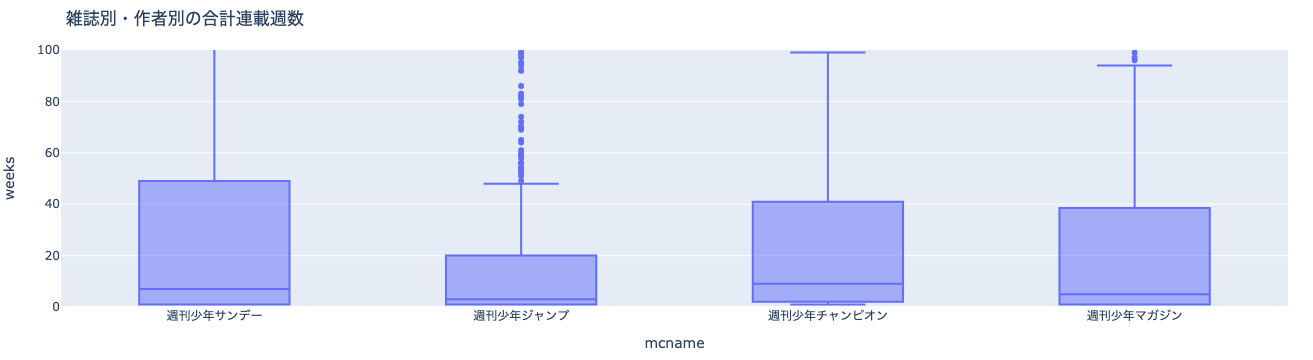 雑誌別・作者別の合計連載週数
100
80
60
40
20
0
weeks
週刊少年サンデー
週刊少年ジャンプ
週刊少年チャンピオン
週刊少年マガジン
mcname